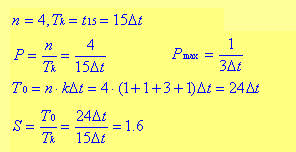 n = 4, Tk = t15 = 15Δt
P = n/Tk = 4/15Δt    Pmax = 1/3Δt
T0 = n · kΔt = 4 · (1+1+3+1)Δt = 24Δt
S = T0/Tk = 24Δt/15Δt = 1.6